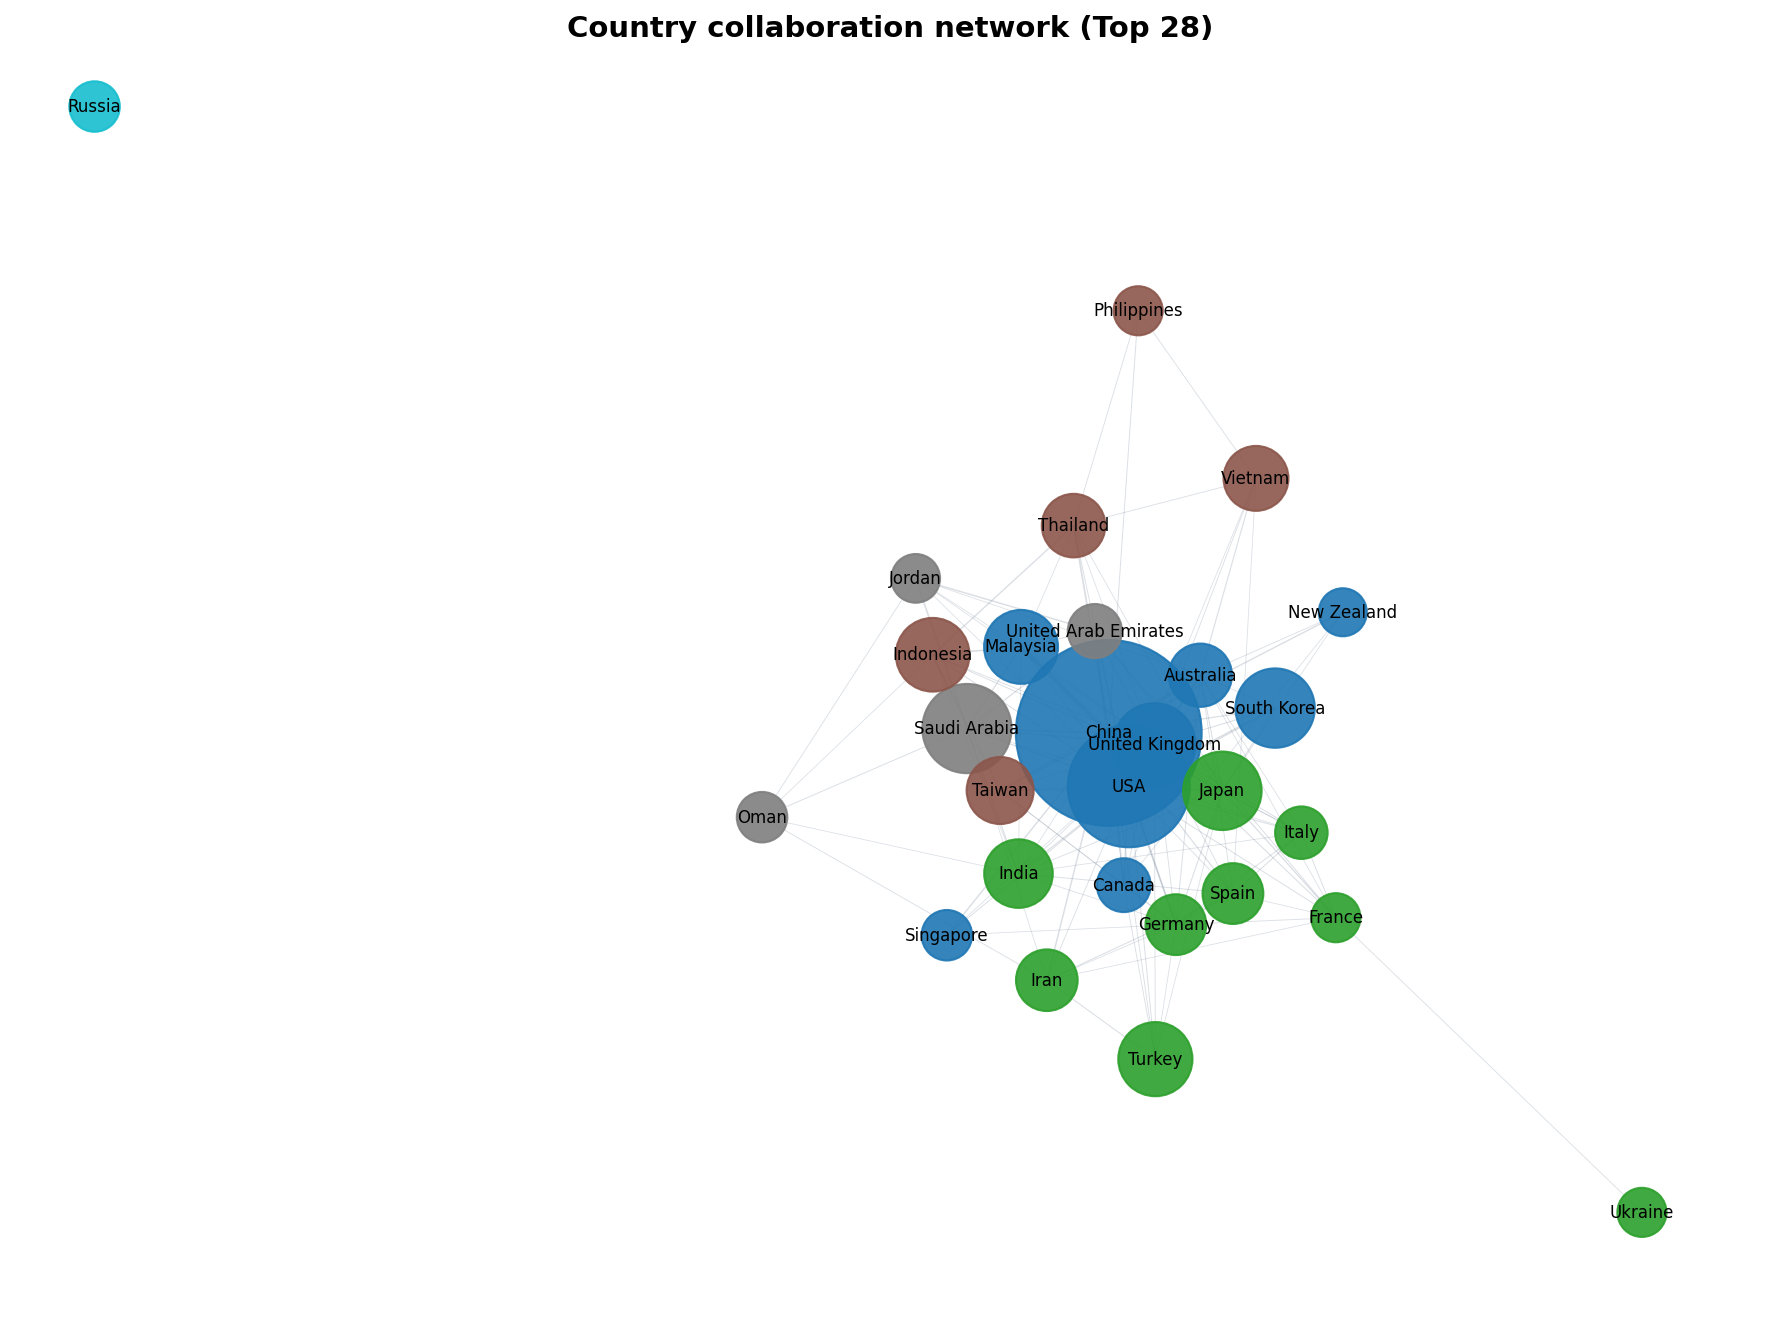 Country collaboration network (Top 28)
Russia
Philippines
Vietnam
Thailand
Jordan
New Zealand
United Arab Emirates
Malaysia
Indonesia
Australia
South Korea
Saudi Arabia
China
United Kingdom
USA
Taiwan
Japan
Oman
Italy
India
Canada
Spain
France
Germany
Singapore
Iran
Turkey
Ukraine